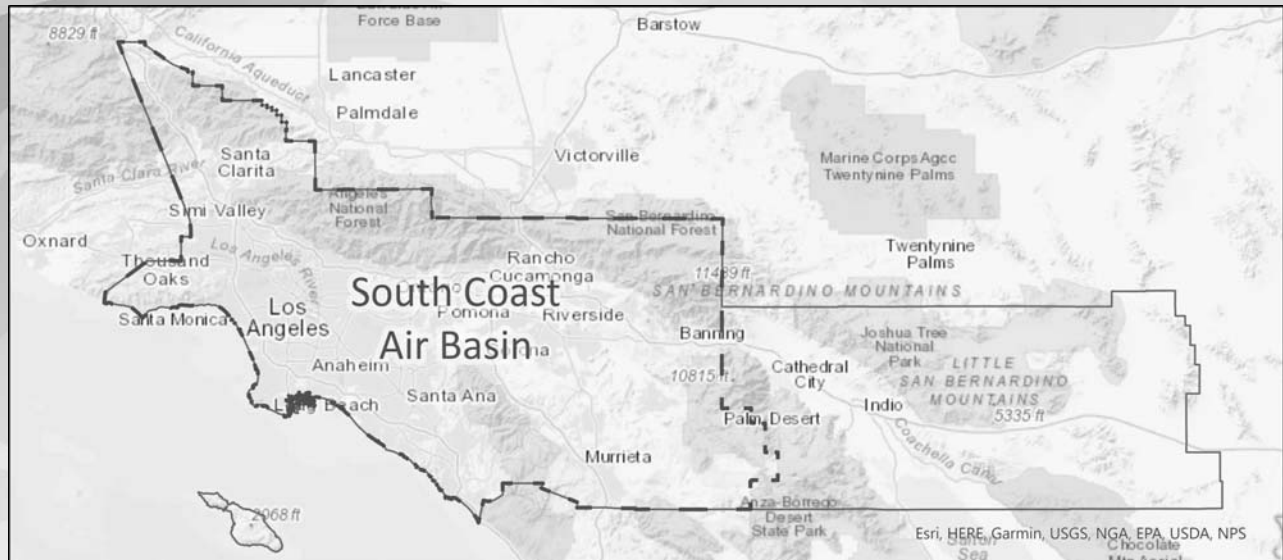 Force Base
Barstow
8829 ft
California Aqueduct
Lancaster
Palmdale
Santa
Clarita
Victorville
Marine Corps Agcc
Twentynine Palms
Santa Clara River
Angeles
National
Forest
San Bernardino
National Forest
Simi Valley
Oxnard
Los Angeles River
Twentynine
Palms
Thousand
Oaks
Rancho
Cucamonga
11489 ft
SAN BERNARDINO MOUNTAINS
South Coast
Air Basin
Los
Angeles
Pomona
Riverside
Santa Monica
Banning
Joshua Tree
National
Park
LITTLE
SAN BERNARDINO
MOUNTAINS
Anaheim
10815 ft
Cathedral
City
Long Beach
Santa Ana
Palm Desert
Indio
5335 ft
Coachella Canal
Murrieta
2068 ft
Anza-Borrego
Desert
State Park
Salton
Sea
Esri, HERE, Garmin, USGS, NGA, EPA, USDA, NPS
Chocolate